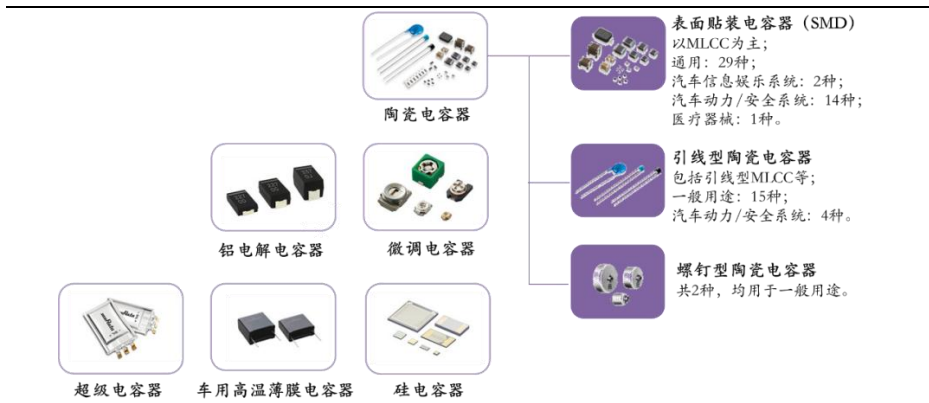 陶瓷电容器
表面贴装电容器（SMD）
以MLCC为主；
通用：29种；
汽车信息娱乐系统：2种；
汽车动力/安全系统：14种；
医疗器械：1种。
引线型陶瓷电容器
包括引线型MLCC等；
一般用途：15种；
汽车动力/安全系统：4种。
螺钉型陶瓷电容器
共2种，均用于一般用途。
铝电解电容器
微调电容器
超级电容器
车用高温薄膜电容器
硅电容器